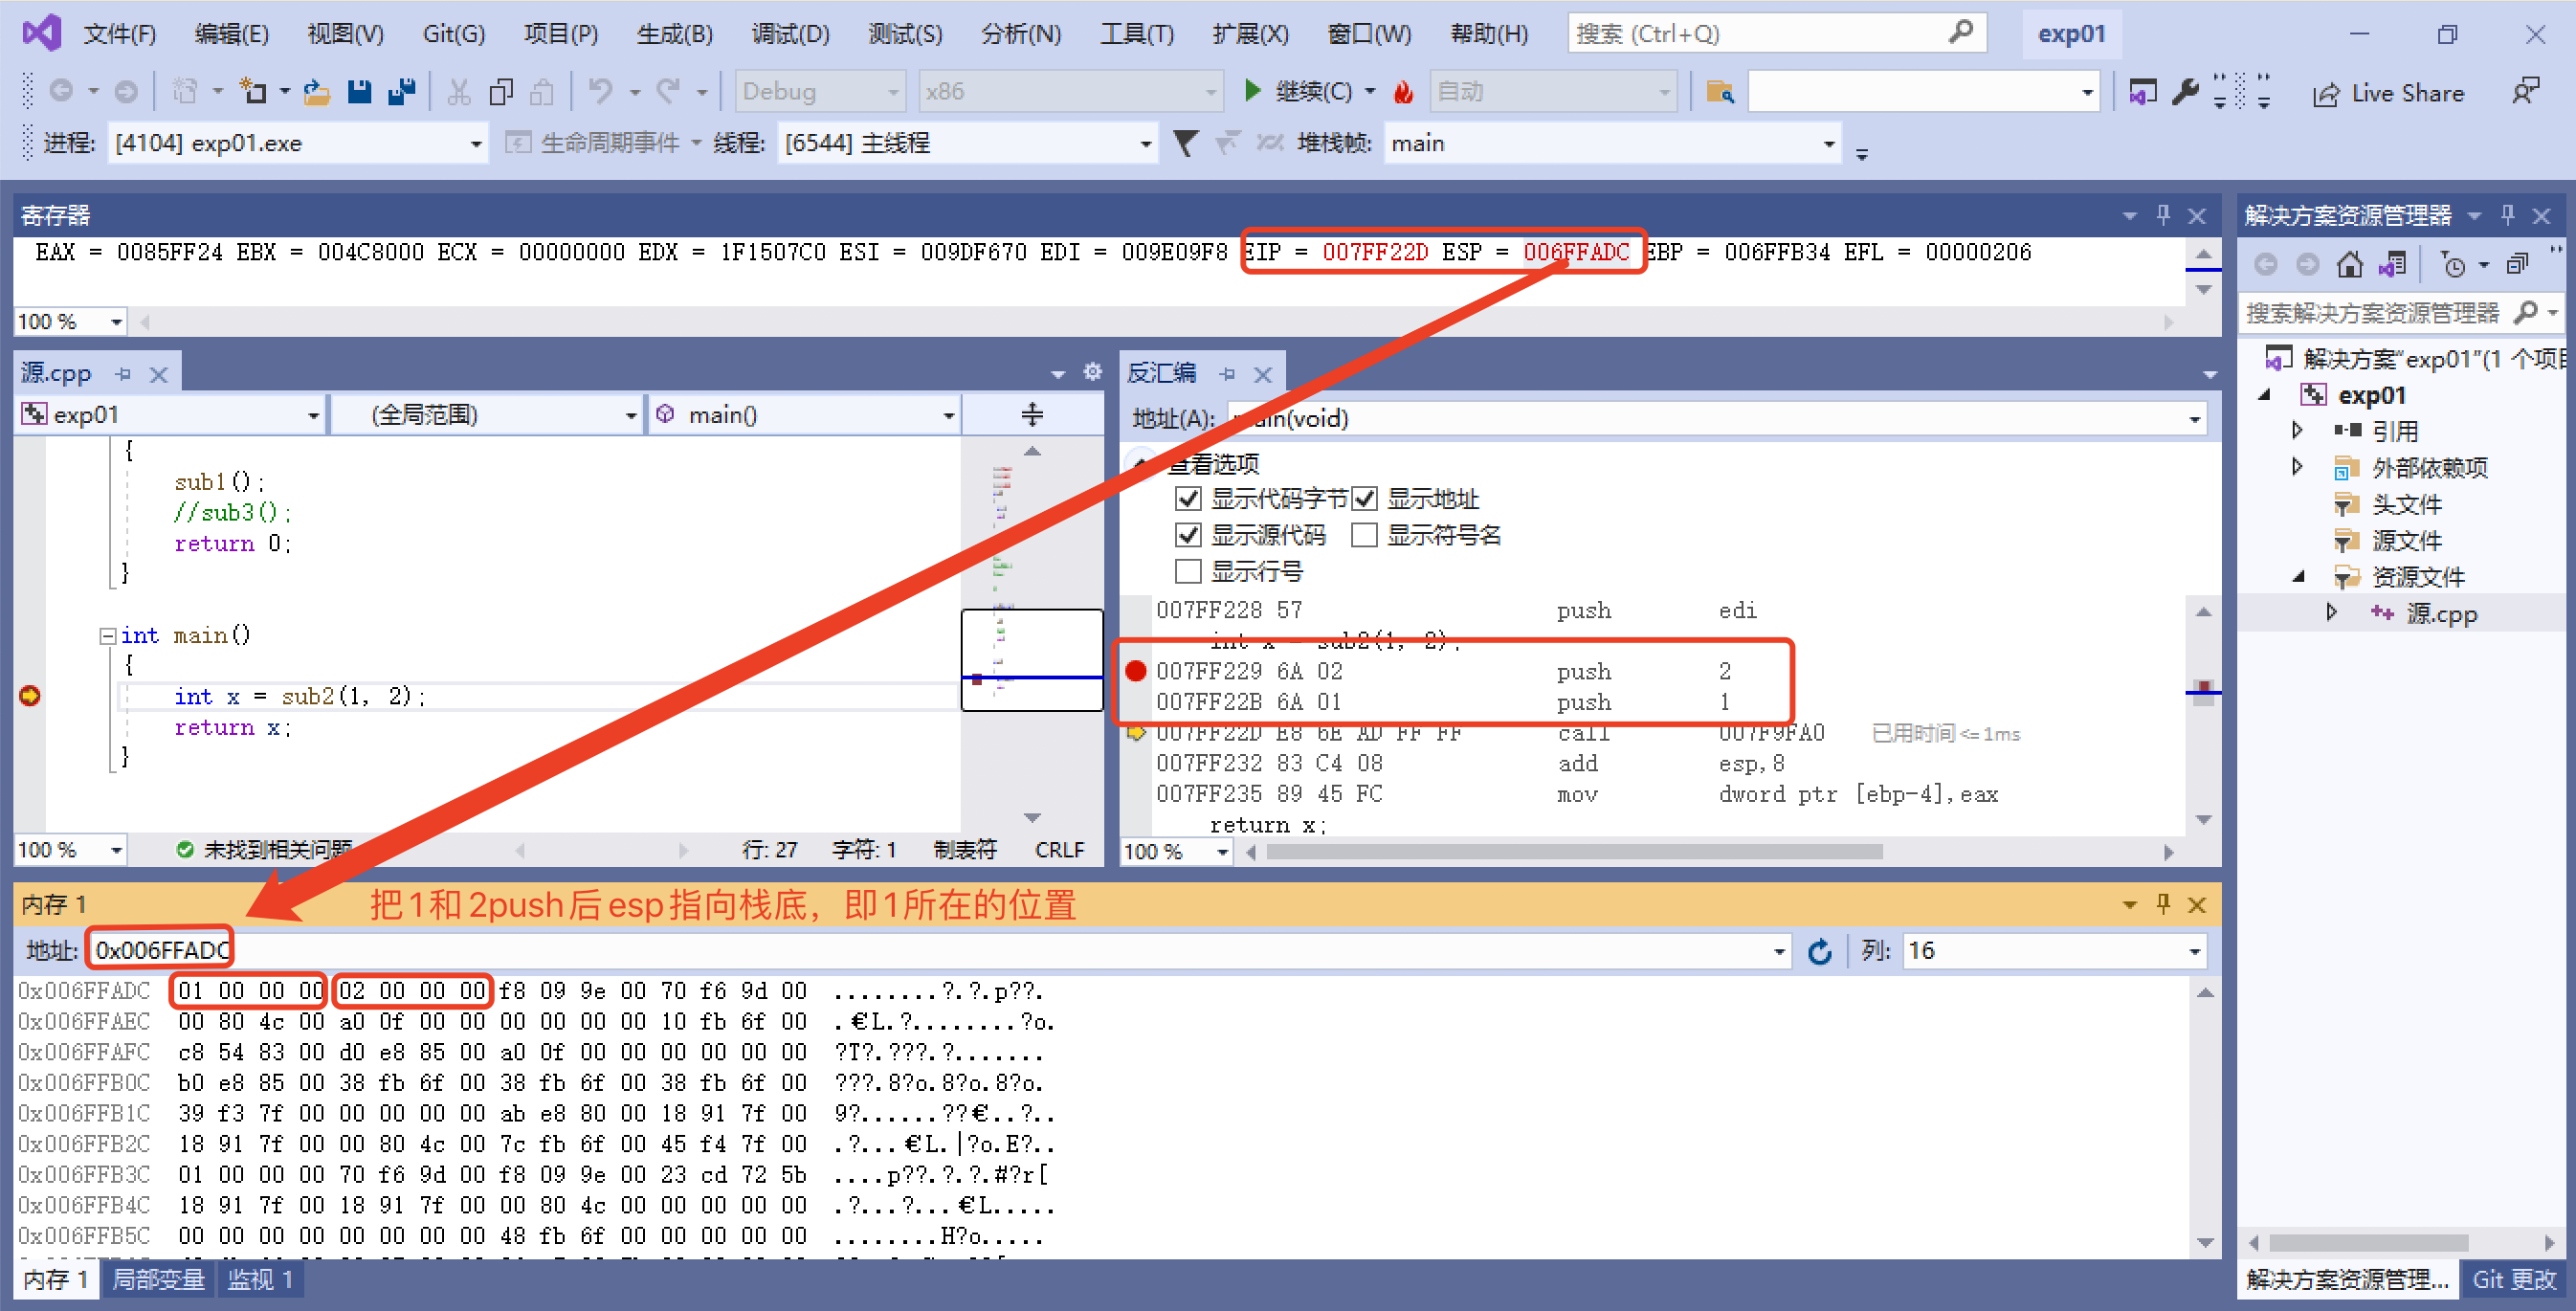 文件(F) 编辑(E) 视图(V) Git(G) 项目(P) 生成(B) 调试(D) 测试(S) 分析(N) 工具(T) 扩展(X) 窗口(W) 帮助(H) 搜索 (Ctrl+Q) exp01
Debug x86 继续(C) 自动 Live Share
进程: [4104] exp01.exe 生命周期事件 线程: [6544] 主线程 堆栈帧: main
寄存器
EAX = 0085FF24 EBX = 004C8000 ECX = 00000000 EDX = 1F1507C0 ESI = 009DF670 EDI = 009E09F8 EIP = 007FF22D ESP = 006FFADC EBP = 006FFB34 EFL = 00000206
100 %
源.cpp
exp01 (全局范围) main()
{
sub1();
//sub3();
return 0;
}
int main()
{
int x = sub2(1, 2);
return x;
}
100 % 未找到相关问题 行: 27 字符: 1 制表符 CRLF
反汇编
地址(A): main(void)
查看选项
显示代码字节 显示地址
显示源代码 显示符号名
显示行号
007FF228 57 push edi
int x = sub2(1, 2);
007FF229 6A 02 push 2
007FF22B 6A 01 push 1
007FF22D E8 6E AD FF FF call 007F9FA0 已用时间<=1ms
007FF232 83 C4 08 add esp,8
007FF235 89 45 FC mov dword ptr [ebp-4],eax
return x;
100 %
内存 1
把1和2push后esp指向栈底，即1所在的位置
地址: 0x006FFADC 列: 16
0x006FFADC 01 00 00 00 02 00 00 00 f8 09 9e 00 70 f6 9d 00 ........?.?.p??.
0x006FFAEC 00 80 4c 00 a0 0f 00 00 00 00 00 00 10 fb 6f 00 .€L.?........?o.
0x006FFAFC c8 54 83 00 d0 e8 85 00 a0 0f 00 00 00 00 00 00 ?T?.???.?.......
0x006FFB0C b0 e8 85 00 38 fb 6f 00 38 fb 6f 00 38 fb 6f 00 ???.8?o.8?o.8?o.
0x006FFB1C 39 f3 7f 00 00 00 00 00 ab e8 80 00 18 91 7f 00 9?......??€..?..
0x006FFB2C 18 91 7f 00 00 80 4c 00 7c fb 6f 00 45 f4 7f 00 .?...€L.|?o.E?..
0x006FFB3C 01 00 00 00 70 f6 9d 00 f8 09 9e 00 23 cd 72 5b ....p??.?.?.#?r[
0x006FFB4C 18 91 7f 00 18 91 7f 00 00 80 4c 00 00 00 00 00 .?...?...€L.....
0x006FFB5C 00 00 00 00 00 00 00 00 48 fb 6f 00 00 00 00 00 ........H?o.....
内存 1 局部变量 监视 1
解决方案资源管理器
搜索解决方案资源管理器
解决方案"exp01"(1 个项目
exp01
引用
外部依赖项
头文件
源文件
资源文件
源.cpp
解决方案资源管理... Git 更改